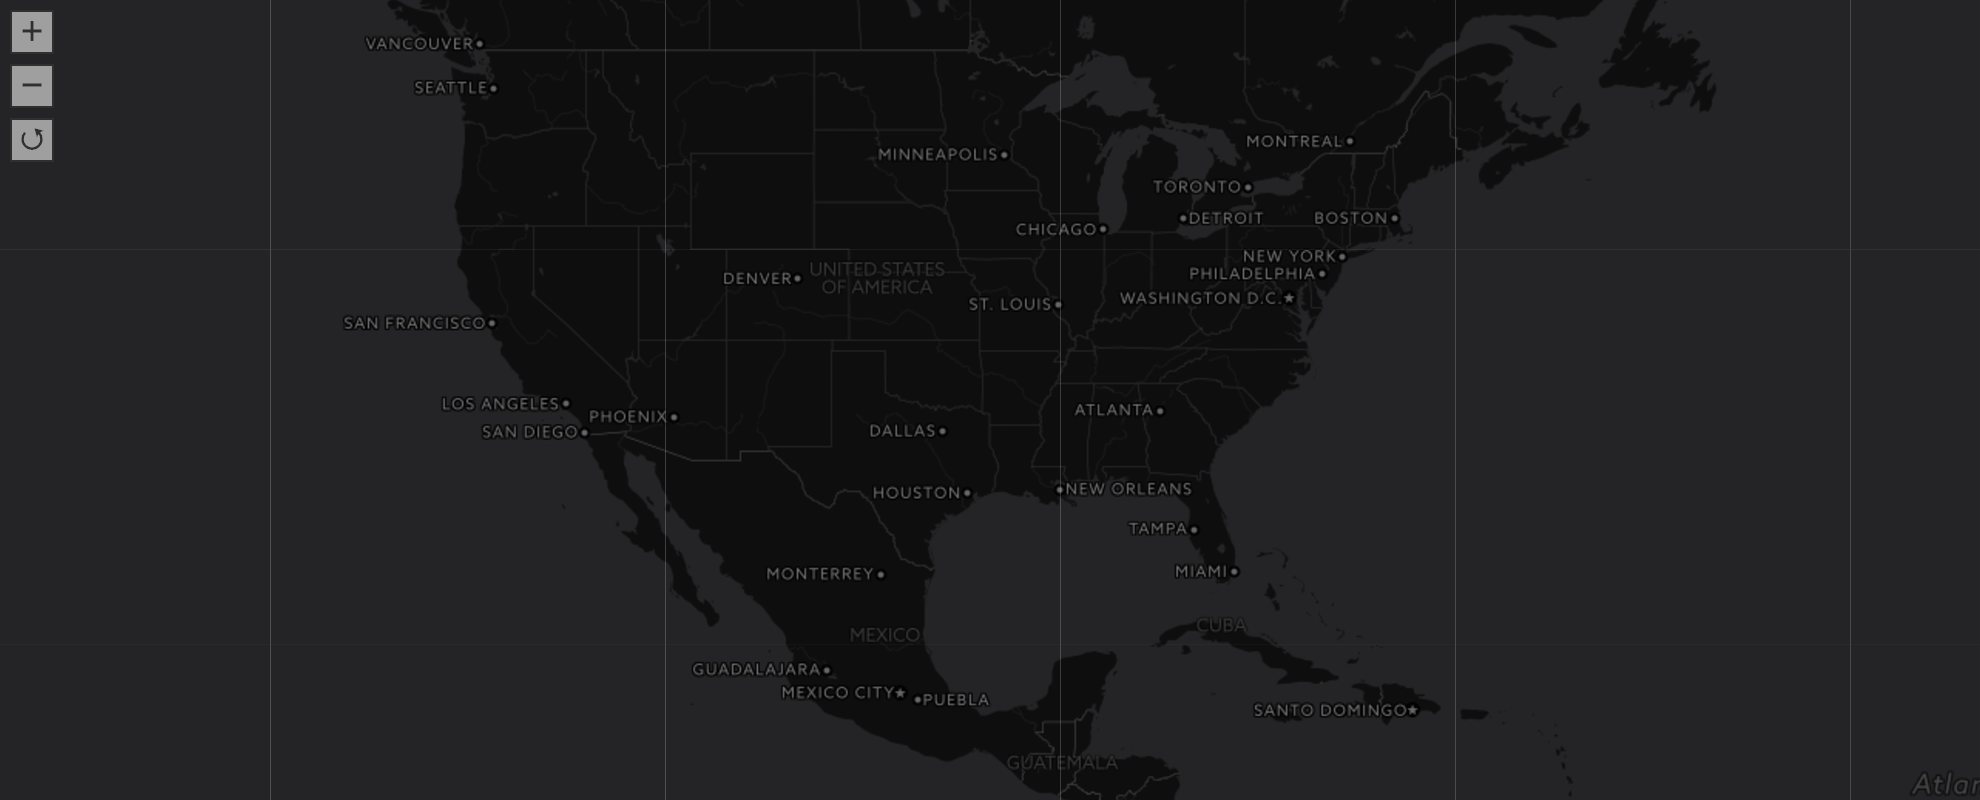 +
−
VANCOUVER
SEATTLE
MONTREAL
MINNEAPOLIS
TORONTO
DETROIT
BOSTON
CHICAGO
NEW YORK
PHILADELPHIA
DENVER
UNITED STATES
OF AMERICA
WASHINGTON D.C.
ST. LOUIS
SAN FRANCISCO
LOS ANGELES
PHOENIX
ATLANTA
SAN DIEGO
DALLAS
HOUSTON
NEW ORLEANS
TAMPA
MIAMI
MONTERREY
CUBA
MEXICO
GUADALAJARA
MEXICO CITY
PUEBLA
SANTO DOMINGO
GUATEMALA
Atlan